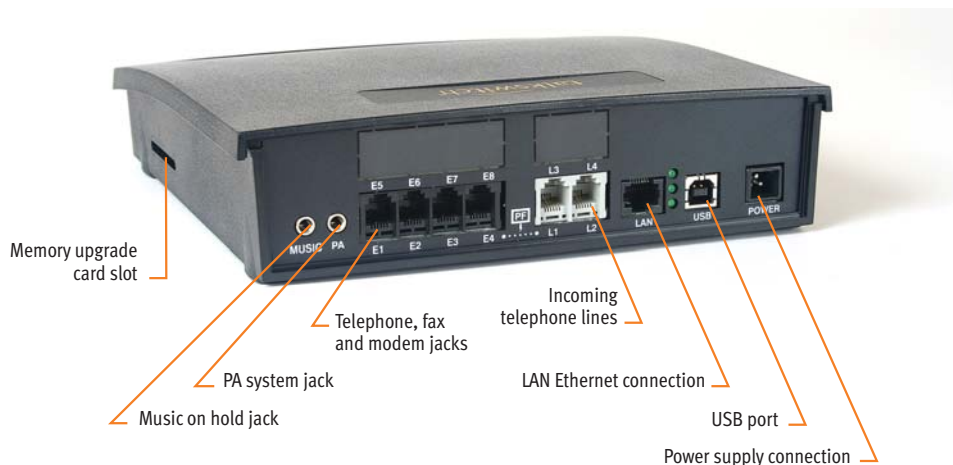 talkswitch
E5 E6 E7 E8
L3 L4
MUSIC PA
E1 E2 E3 E4
PF
L1 L2
LAN
USB
POWER
Memory upgrade
card slot
Telephone, fax
and modem jacks
Incoming
telephone lines
PA system jack
LAN Ethernet connection
Music on hold jack
USB port
Power supply connection